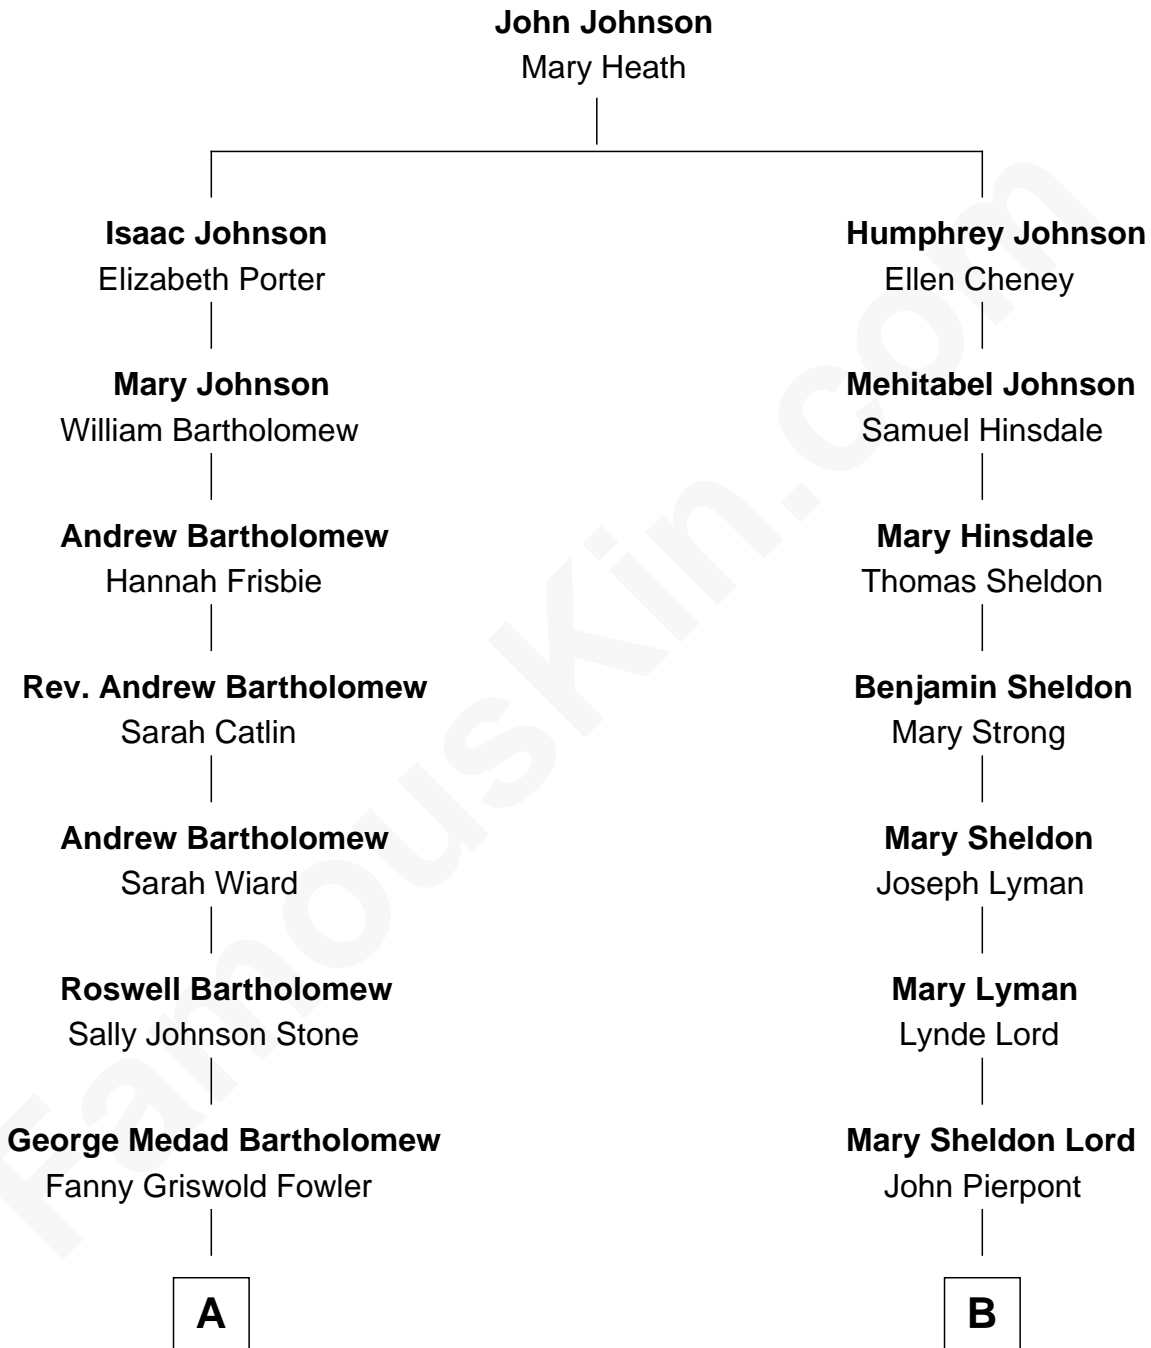 John Johnson
Mary Heath
Isaac Johnson
Elizabeth Porter
Mary Johnson
William Bartholomew
Andrew Bartholomew
Hannah Frisbie
Rev. Andrew Bartholomew
Sarah Catlin
Andrew Bartholomew
Sarah Wiard
Roswell Bartholomew
Sally Johnson Stone
George Medad Bartholomew
Fanny Griswold Fowler
A
Humphrey Johnson
Ellen Cheney
Mehitabel Johnson
Samuel Hinsdale
Mary Hinsdale
Thomas Sheldon
Benjamin Sheldon
Mary Strong
Mary Sheldon
Joseph Lyman
Mary Lyman
Lynde Lord
Mary Sheldon Lord
John Pierpont
B
FamousKin.com